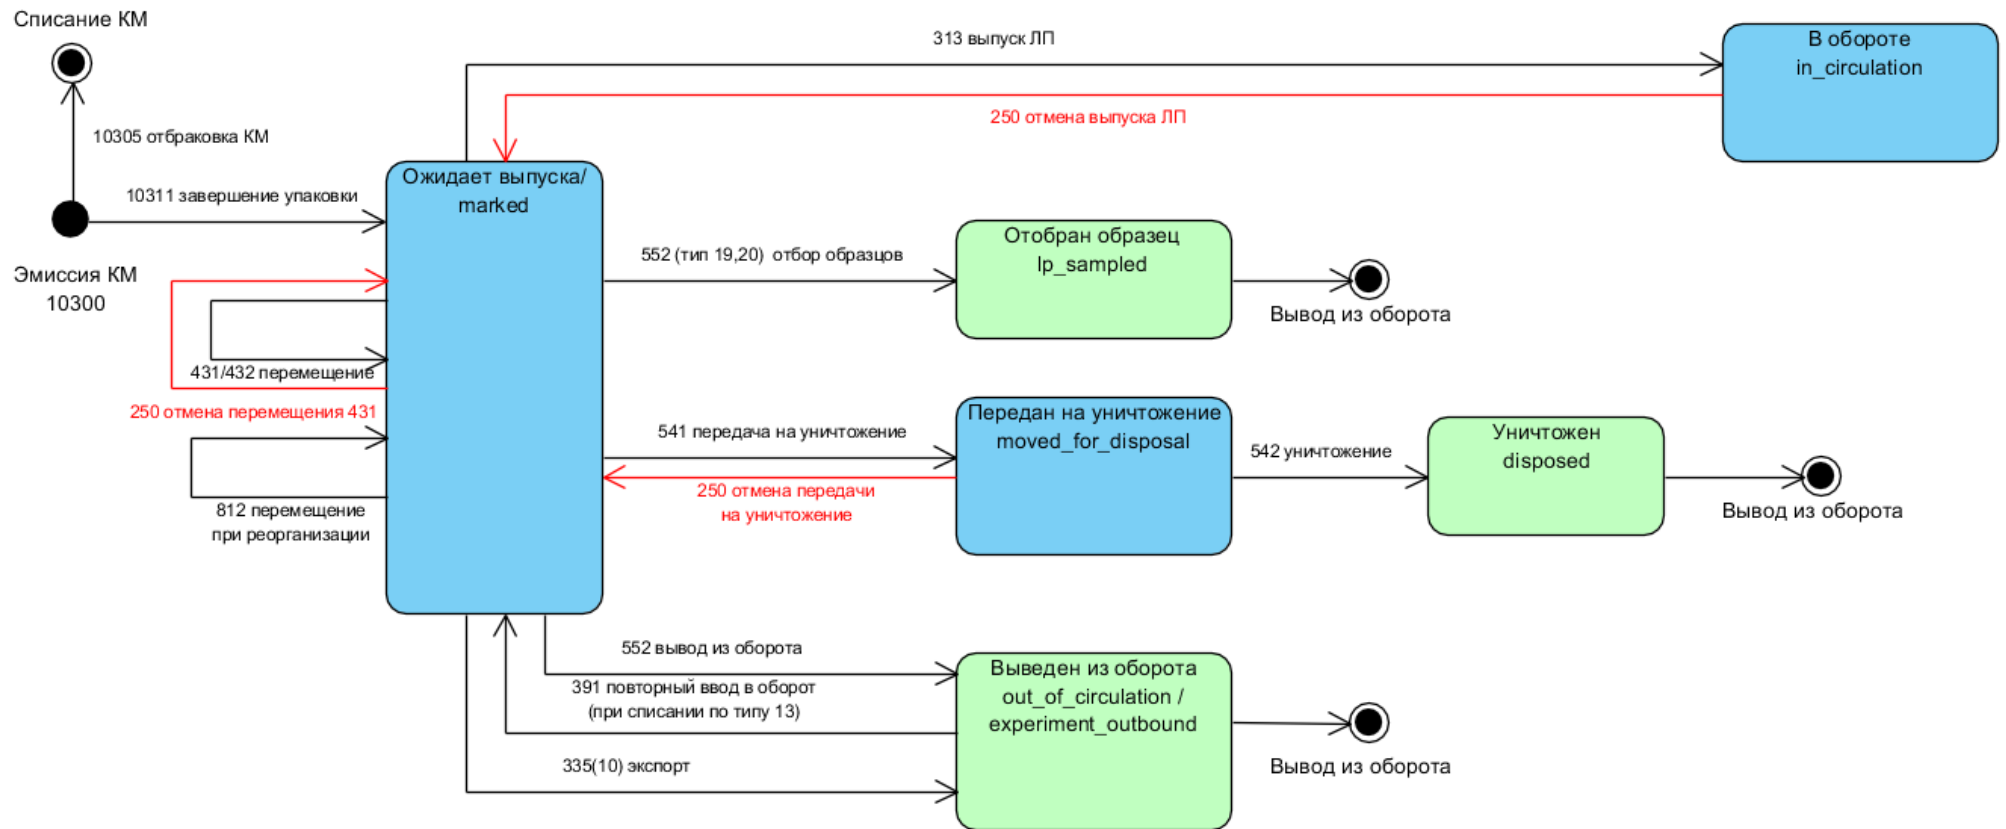 Списание КМ
313 выпуск ЛП
В обороте
in_circulation
250 отмена выпуска ЛП
10305 отбраковка КМ
10311 завершение упаковки
Ожидает выпуска/
marked
Эмиссия КМ
10300
552 (тип 19,20) отбор образцов
Отобран образец
lp_sampled
Вывод из оборота
431/432 перемещение
250 отмена перемещения 431
812 перемещение
при реорганизации
541 передача на уничтожение
250 отмена передачи
на уничтожение
Передан на уничтожение
moved_for_disposal
542 уничтожение
Уничтожен
disposed
Вывод из оборота
552 вывод из оборота
391 повторный ввод в оборот
(при списании по типу 13)
335(10) экспорт
Выведен из оборота
out_of_circulation /
experiment_outbound
Вывод из оборота